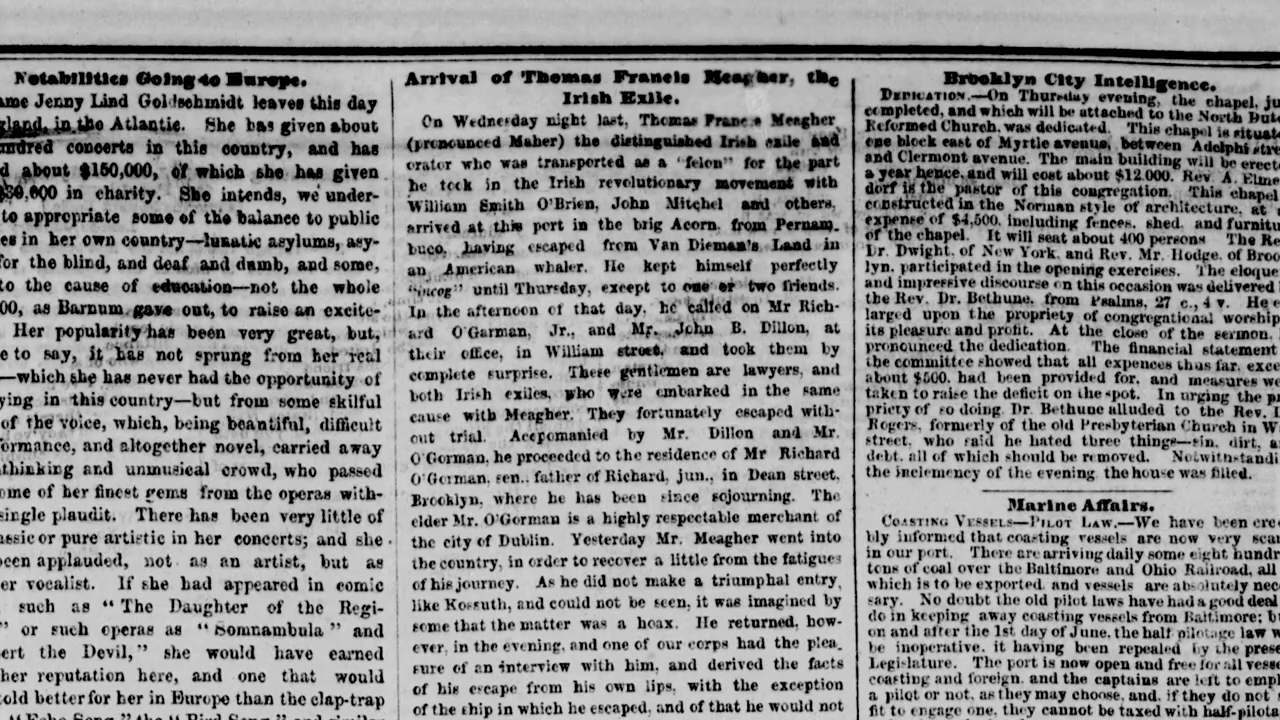 Notabilities Going to Europe.
ame Jenny Lind Goldschmidt leaves this day
gland, in the Atlantic. She has given about
undred concerts in this country, and has
d about $150,000, of which she has given
$30,000 in charity. She intends, we under-
to appropriate some of the balance to public
es in her own country—lunatic asylums, asy-
for the blind, and deaf and dumb, and some,
to the cause of education—not the whole
00, as Barnum gave out, to raise an excite-
Her popularity has been very great, but,
e to say, it has not sprung from her real
—which she has never had the opportunity of
ying in this country—but from some skilful
of the voice, which, being beautiful, difficult
formance, and altogether novel, carried away
thinking and unmusical crowd, who passed
ome of her finest gems from the operas with-
single plaudit. There has been very little of
assic or pure artistic in her concerts; and she
been applauded, not as an artist, but as
er vocalist. If she had appeared in comic
such as "The Daughter of the Regi-
" or such operas as "Somnambula" and
ert the Devil," she would have earned
her reputation here, and one that would
told better for her in Europe than the clap-trap
"Echo Song," the "Bird Song," and similar
Arrival of Thomas Francis Meagher, the
Irish Exile.
On Wednesday night last, Thomas Francis Meagher
(pronounced Maher) the distinguished Irish exile and
orator who was transported as a "felon" for the part
he took in the Irish revolutionary movement with
William Smith O'Brien, John Mitchel and others,
arrived at this port in the brig Acorn, from Pernam-
buco, having escaped from Van Dieman's Land in
an American whaler. He kept himself perfectly
"incog" until Thursday, except to one or two friends.
In the afternoon of that day, he called on Mr Rich-
ard O'Garman, Jr., and Mr. John B. Dillon, at
their office, in William street, and took them by
complete surprise. These gentlemen are lawyers, and
both Irish exiles, who were embarked in the same
cause with Meagher. They fortunately escaped with-
out trial. Accpomanied by Mr. Dillon and Mr.
O'Gorman, he proceeded to the residence of Mr Richard
O'Gorman, sen., father of Richard, jun., in Dean street,
Brooklyn, where he has been since sojourning. The
elder Mr. O'Gorman is a highly respectable merchant of
the city of Dublin. Yesterday Mr. Meagher went into
the country, in order to recover a little from the fatigues
of his journey. As he did not make a triumphal entry,
like Kossuth, and could not be seen, it was imagined by
some that the matter was a hoax. He returned, how-
ever, in the evening, and one of our corps had the plea-
sure of an interview with him, and derived the facts
of his escape from his own lips, with the exception
of the ship in which he escaped, and of that he would not
Brooklyn City Intelligence.
DEDICATION.—On Thursday evening, the chapel, ju
completed, and which will be attached to the North Dutc
Reformed Church, was dedicated. This chapel is situate
one block east of Myrtle avenue, between Adelphi stre
and Clermont avenue. The main building will be erecte
a year hence, and will cost about $12,000. Rev. A. Elme
dorf is the pastor of this congregation. This chapel
constructed in the Norman style of architecture, at
expense of $4,500, including fences, shed, and furnitu
of the chapel. It will seat about 400 persons The Re
Dr. Dwight, of New York, and Rev. Mr. Hodge, of Broo
lyn, participated in the opening exercises. The eloque
and impressive discourse on this occasion was delivered
the Rev. Dr. Bethune, from Psalms, 27 c., 4 v. He e
larged upon the propriety of congregational worship
its pleasure and profit. At the close of the sermon,
pronounced the dedication. The financial statement
the committee showed that all expences thus far, exce
about $500, had been provided for, and measures we
taken to raise the deficit on the spot. In urging the pr
priety of so doing, Dr. Bethune alluded to the Rev.
Rogers, formerly of the old Presbyterian Church in W
street, who said he hated three things—sin, dirt, a
debt, all of which should be removed. Notwithstandi
the inclemency of the evening the house was filled.
Marine Affairs.
COASTING VESSELS—PILOT LAW.—We have been cre
bly informed that coasting vessels are now very scar
in our port. There are arriving daily some eight hundr
tons of coal over the Baltimore and Ohio Railroad, all
which is to be exported, and vessels are absolutely nec
sary. No doubt the old pilot laws have had a good deal
do in keeping away coasting vessels from Baltimore; bu
on and after the 1st day of June, the half pilotage law w
be inoperative, it having been repealed by the prese
Legislature. The port is now open and free for all vesse
coasting and foreign, and the captains are left to empl
a pilot or not, as they may choose, and, if they do not
fit to engage one, they cannot be taxed with half-pilota